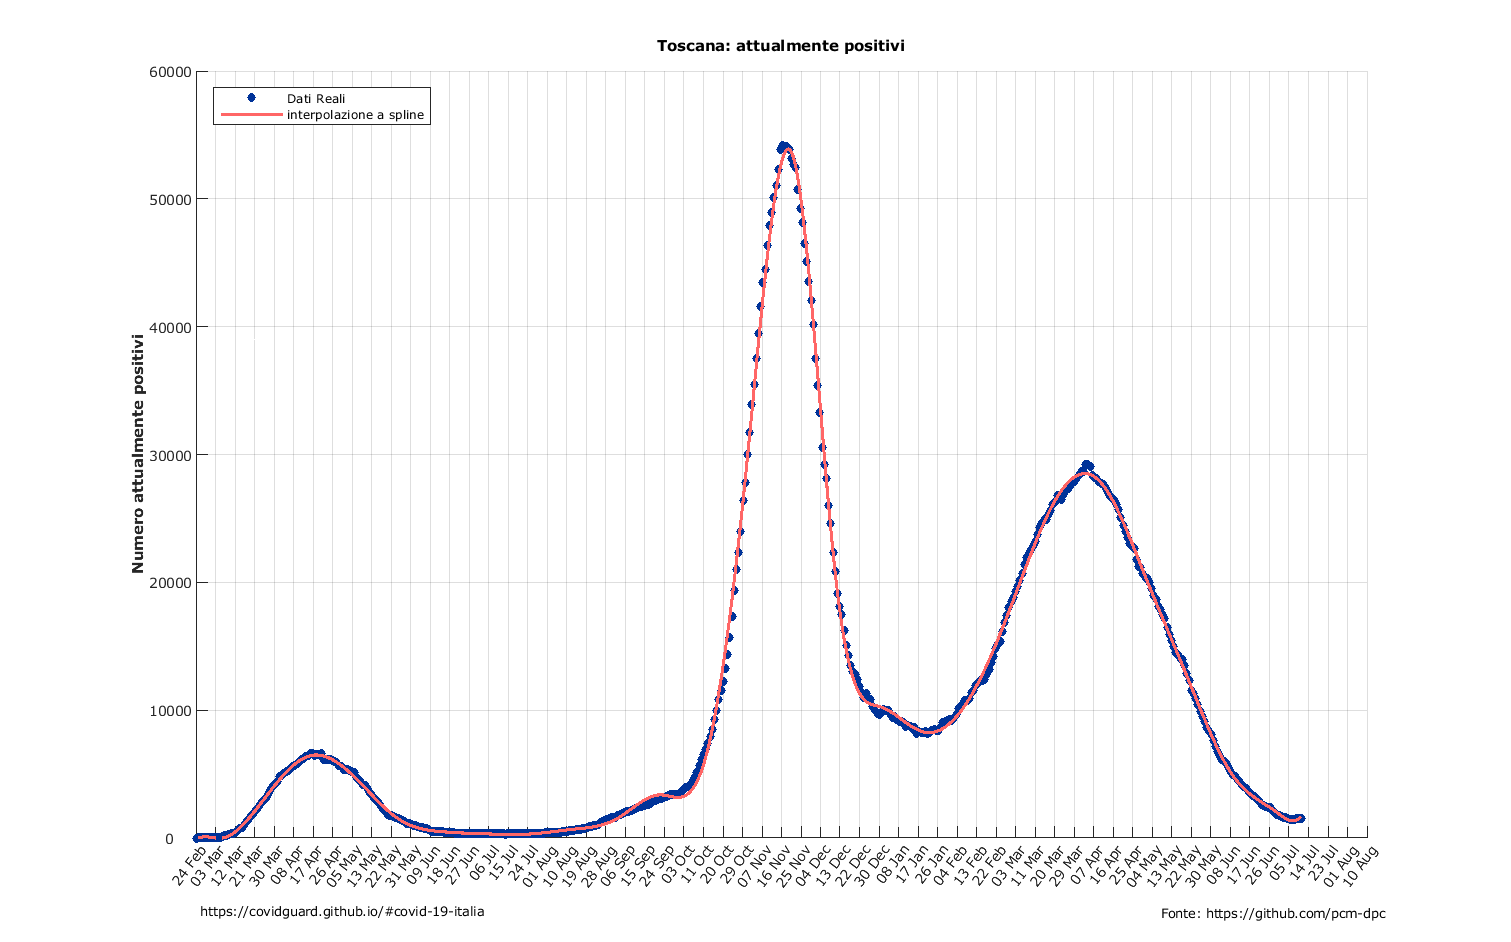 Toscana: attualmente positivi
Dati Reali
interpolazione a spline
Numero attualmente positivi
60000
50000
40000
30000
20000
10000
0
24 Feb
03 Mar
12 Mar
21 Mar
30 Mar
08 Apr
17 Apr
26 Apr
05 May
13 May
22 May
31 May
09 Jun
18 Jun
27 Jun
06 Jul
15 Jul
24 Jul
01 Aug
10 Aug
19 Aug
28 Aug
06 Sep
15 Sep
24 Sep
03 Oct
11 Oct
20 Oct
29 Oct
07 Nov
16 Nov
25 Nov
04 Dec
13 Dec
22 Dec
30 Dec
08 Jan
17 Jan
26 Jan
04 Feb
13 Feb
22 Feb
03 Mar
11 Mar
20 Mar
29 Mar
07 Apr
16 Apr
25 Apr
04 May
13 May
22 May
30 May
08 Jun
17 Jun
26 Jun
05 Jul
14 Jul
23 Jul
01 Aug
10 Aug
https://covidguard.github.io/#covid-19-italia
Fonte: https://github.com/pcm-dpc